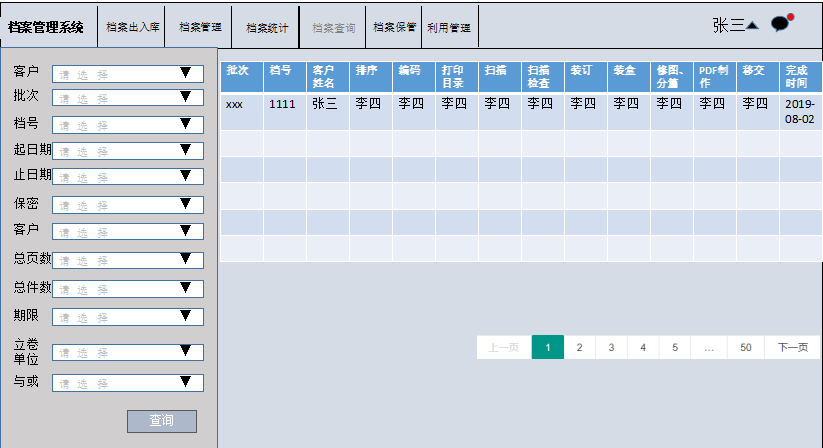 档案管理系统 档案出入库 档案管理 档案统计 档案查询 档案保管 利用管理 张三
客户 请 选 择
批次 请 选 择
档号 请 选 择
起日期 请 选 择
止日期 请 选 择
保密 请 选 择
客户 请 选 择
总页数 请 选 择
总件数 请 选 择
期限 请 选 择
立卷
单位 请 选 择
与或 请 选 择
查询
批次 档号 客户 排序 编码 打印 扫描 扫描 装订 装盒 修图、 PDF制 移交 完成
姓名 目录 检查 分篇 作 时间
xxx 1111 张三 李四 李四 李四 李四 李四 李四 李四 李四 李四 李四 2019-
08-02
上一页 1 2 3 4 5 ... 50 下一页